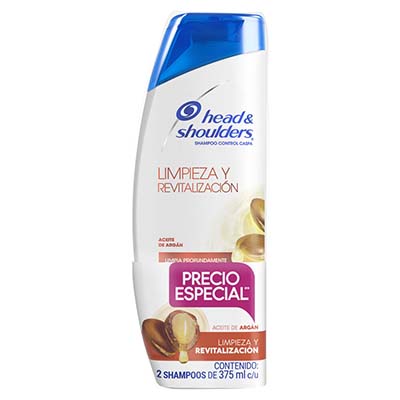 head &
shoulders®
SHAMPOO CONTROL CASPA
LIMPIEZA Y
REVITALIZACIÓN
ACEITE
DE ARGÁN
LIMPIA PROFUNDAMENTE
PRECIO
ESPECIAL
ACEITE DE ARGÁN
LIMPIEZA Y
REVITALIZACIÓN
CONTENIDO:
2 SHAMPOOS DE 375 ml c/u